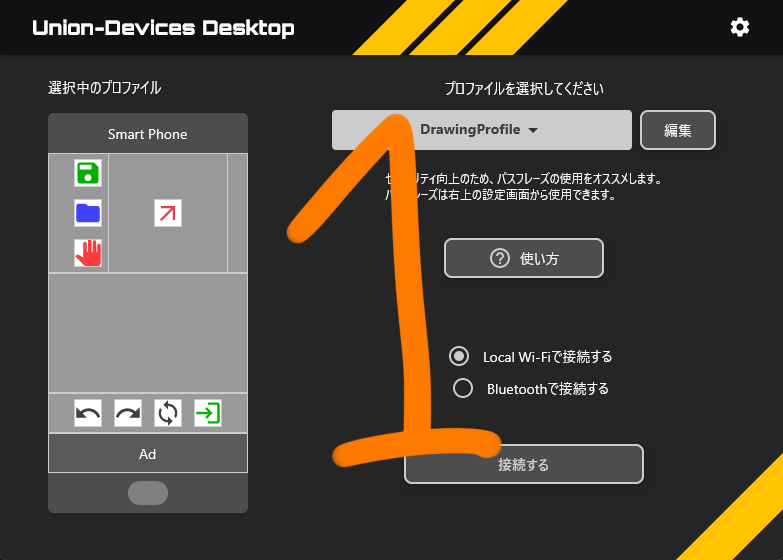 Union-Devices Desktop
選択中のプロファイル
Smart Phone
Ad
プロファイルを選択してください
DrawingProfile
編集
リティ向上のため、パスフレーズの使用をオススメします。
レーズは右上の設定画面から使用できます。
使い方
Local Wi-Fiで接続する
Bluetoothで接続する
接続する
1